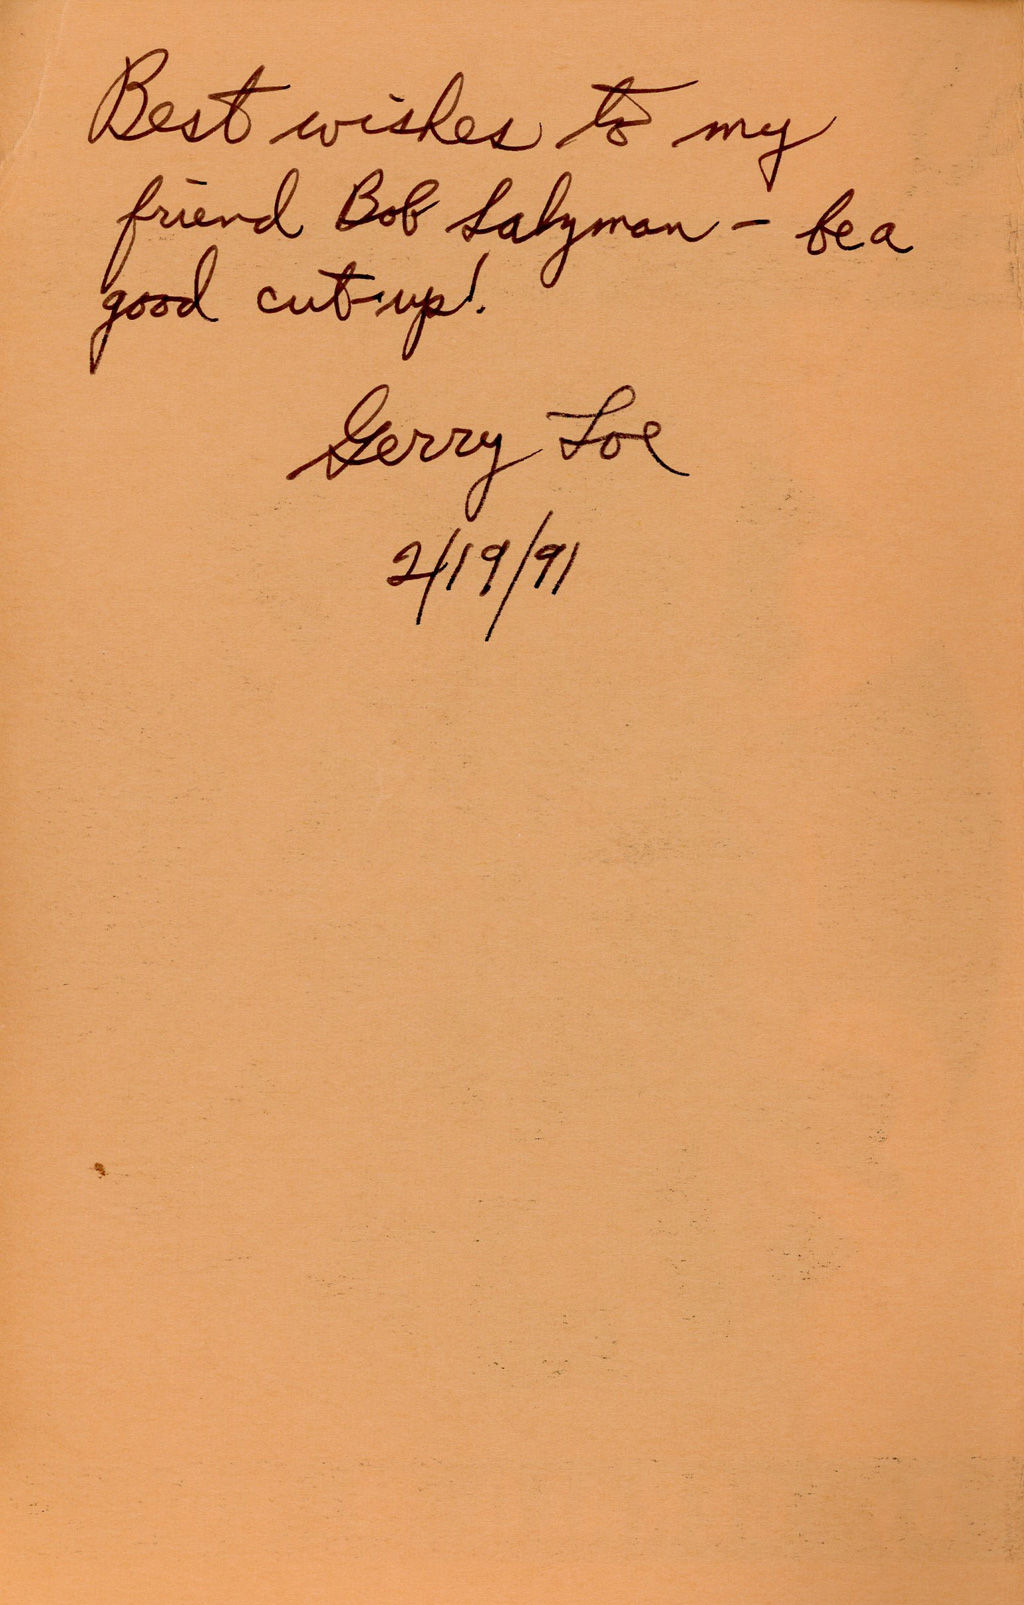 Best wishes to my
friend Bob Salzman – be a
good cut-up!
Gerry Loe
2/19/91